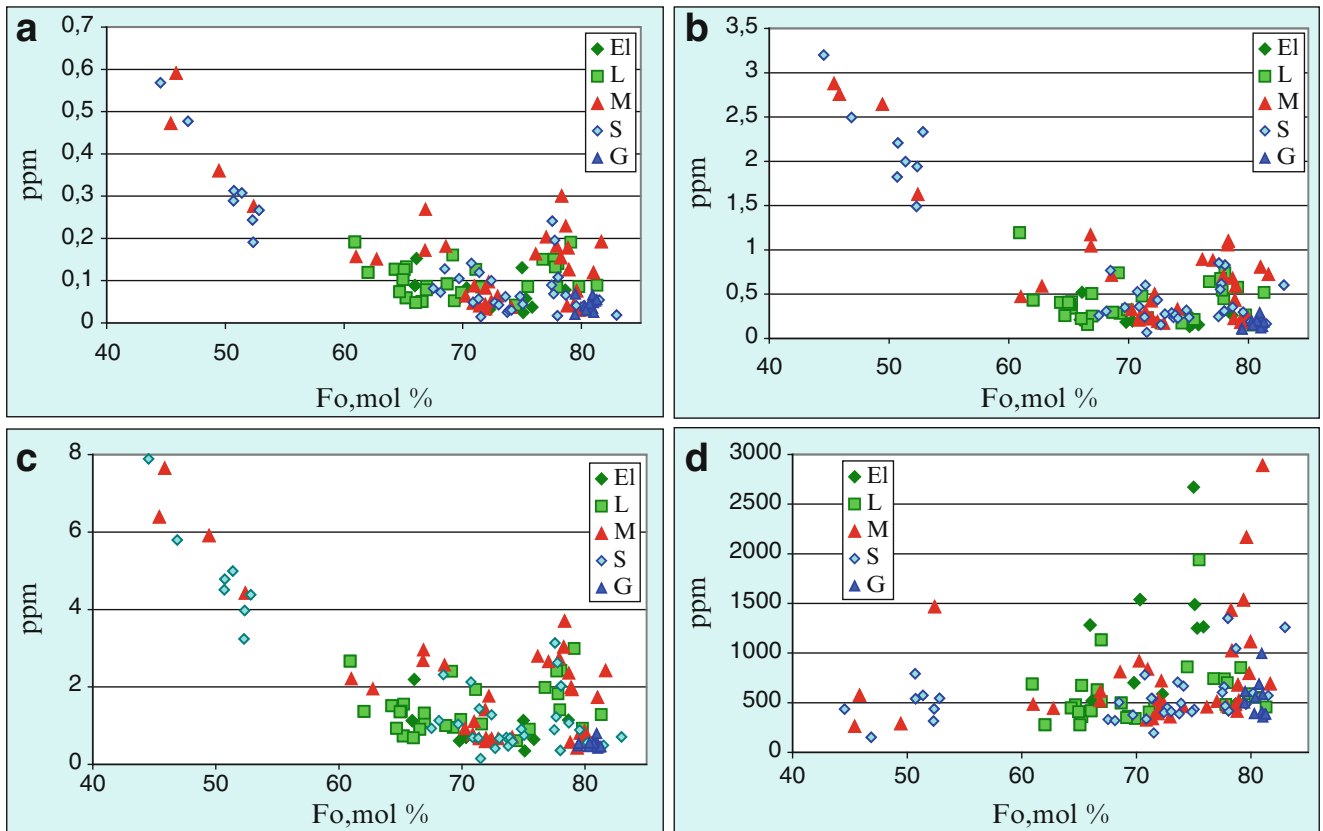 a
0,7
0,6
0,5
0,4
0,3
0,2
0,1
0
ppm
40 50 60 70 80
Fo,mol %
El
L
M
S
G
b
3,5
3
2,5
2
1,5
1
0,5
0
ppm
40 50 60 70 80
Fo,mol %
El
L
M
S
G
c
8
6
4
2
0
ppm
40 50 60 70 80
Fo,mol %
El
L
M
S
G
d
3000
2500
2000
1500
1000
500
0
ppm
40 50 60 70 80
Fo,mol %
El
L
M
S
G